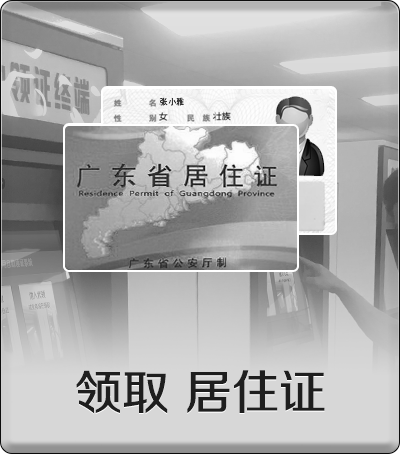 领证终端
姓 名 张小雅
性 别 女 民 族 壮族
广东省居住证
Residence Permit of Guangdong Province
广东省公安厅制
领取 居住证